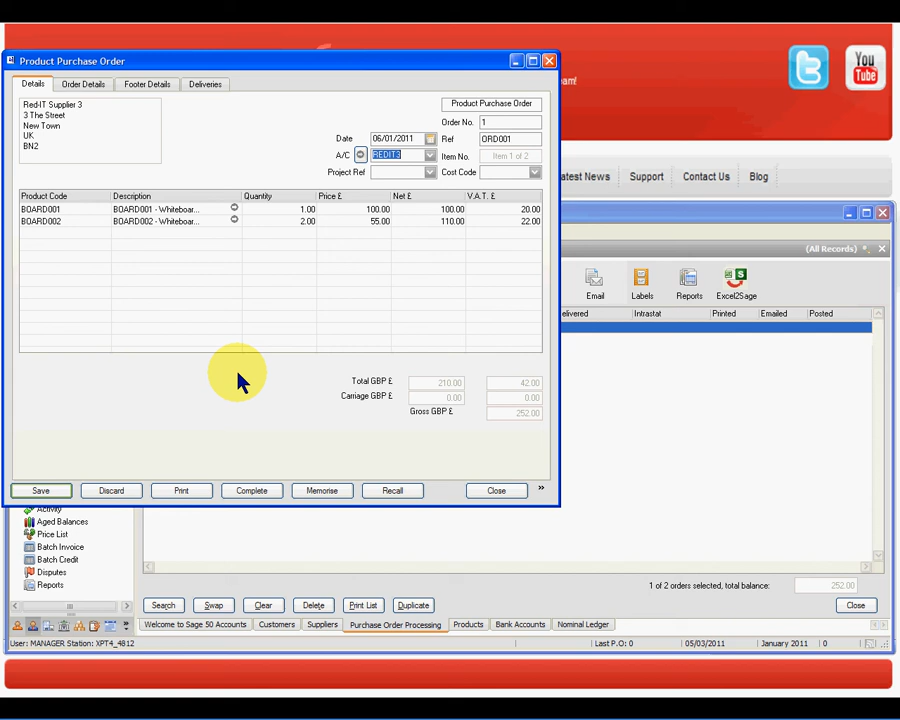 Product Purchase Order
Details
Order Details
Footer Details
Deliveries
Red-IT Supplier 3
3 The Street
New Town
UK
BN2
Product Purchase Order
Order No. 1
Date 06/01/2011 Ref ORD001
A/C REDIT3 Item No. Item 1 of 2
Project Ref Cost Code
Product Code Description Quantity Price £ Net £ V.A.T. £
BOARD001 BOARD001 - Whiteboar... 1.00 100.00 100.00 20.00
BOARD002 BOARD002 - Whiteboar... 2.00 55.00 110.00 22.00
Total GBP £ 210.00 42.00
Carriage GBP £ 0.00 0.00
Gross GBP £ 252.00
Save Discard Print Complete Memorise Recall Close »
eam!
You
Tube
atest News Support Contact Us Blog
(All Records)
Email Labels Reports Excel2Sage
elivered Intrastat Printed Emailed Posted
Activity
Aged Balances
Price List
Batch Invoice
Batch Credit
Disputes
Reports
1 of 2 orders selected, total balance: 252.00
Search Swap Clear Delete Print List Duplicate Close
Welcome to Sage 50 Accounts Customers Suppliers Purchase Order Processing Products Bank Accounts Nominal Ledger
User: MANAGER Station: XPT4_4812 Last P.O: 0 05/03/2011 January 2011 0